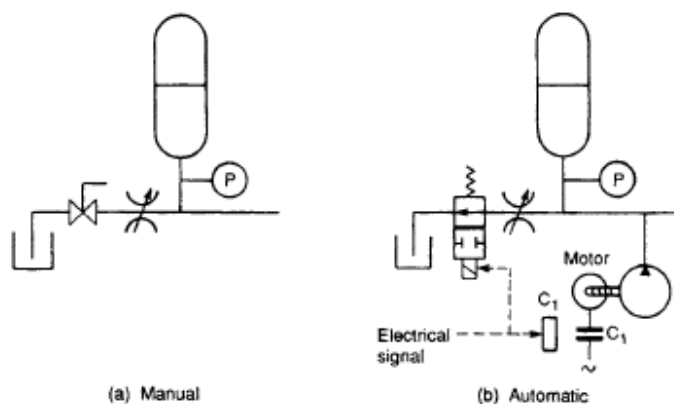 P
P
Motor
C₁
C₁
Electrical
signal
~
(a) Manual
(b) Automatic